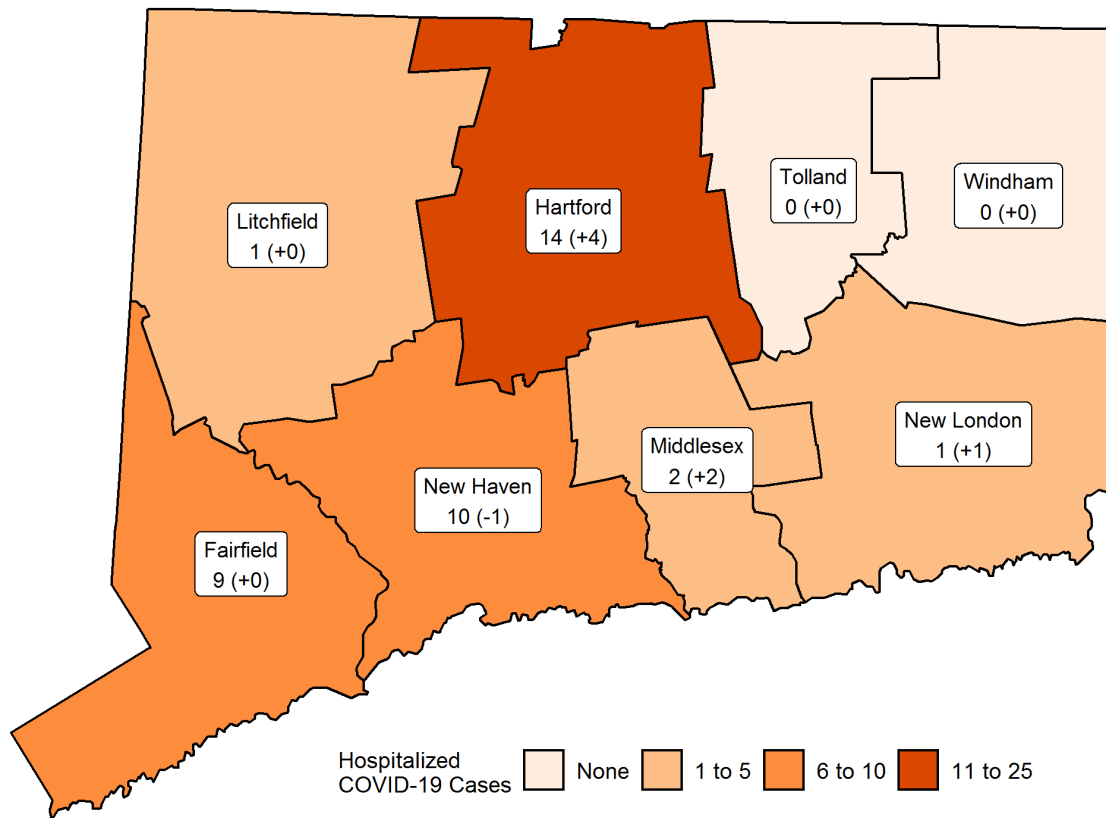 Tolland
0 (+0)
Windham
0 (+0)
Hartford
14 (+4)
Litchfield
1 (+0)
New London
1 (+1)
Middlesex
2 (+2)
New Haven
10 (-1)
Fairfield
9 (+0)
Hospitalized
COVID-19 Cases
None
1 to 5
6 to 10
11 to 25